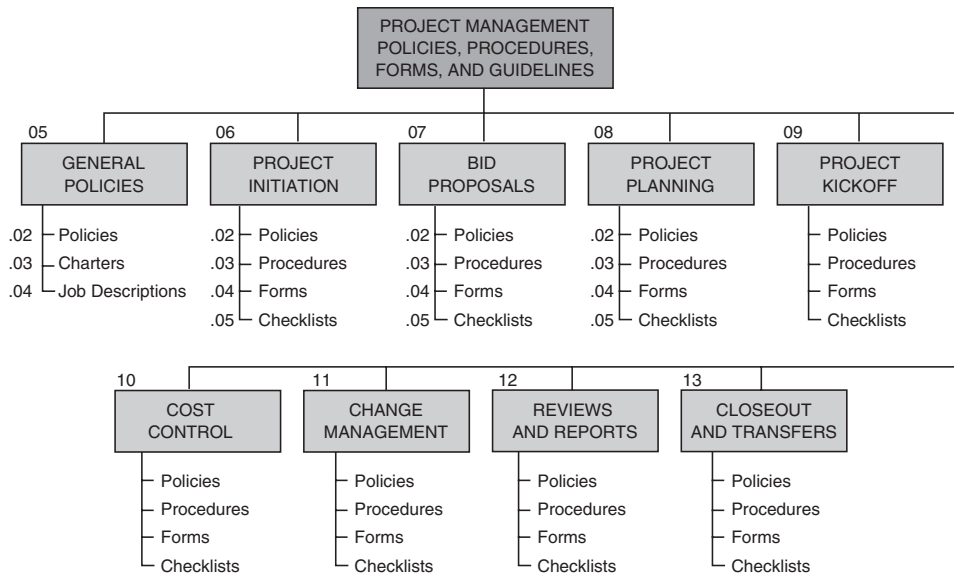 PROJECT MANAGEMENT
POLICIES, PROCEDURES,
FORMS, AND GUIDELINES
05
GENERAL
POLICIES
.02 Policies
.03 Charters
.04 Job Descriptions
06
PROJECT
INITIATION
.02 Policies
.03 Procedures
.04 Forms
.05 Checklists
07
BID
PROPOSALS
.02 Policies
.03 Procedures
.04 Forms
.05 Checklists
08
PROJECT
PLANNING
.02 Policies
.03 Procedures
.04 Forms
.05 Checklists
09
PROJECT
KICKOFF
Policies
Procedures
Forms
Checklists
10
COST
CONTROL
Policies
Procedures
Forms
Checklists
11
CHANGE
MANAGEMENT
Policies
Procedures
Forms
Checklists
12
REVIEWS
AND REPORTS
Policies
Procedures
Forms
Checklists
13
CLOSEOUT
AND TRANSFERS
Policies
Procedures
Forms
Checklists